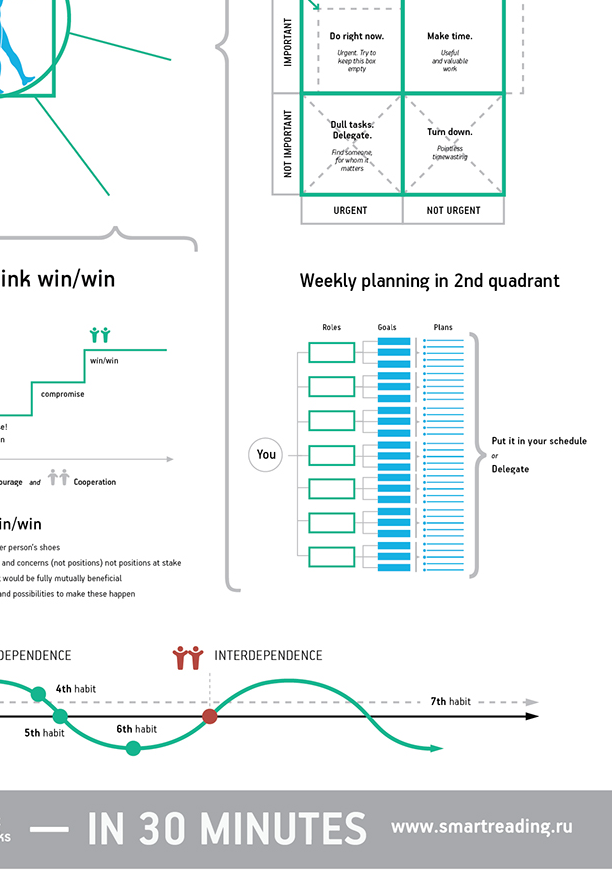 IMPORTANT
Do right now.
Urgent. Try to
keep this box
empty
Make time.
Useful
and valuable
work
NOT IMPORTANT
Dull tasks.
Delegate.
Find someone,
for whom it
matters
Turn down.
Pointless
timewasting
URGENT
NOT URGENT
ink win/win
win/win
compromise
se!
n
ourage and
Cooperation
in/win
er person's shoes
and concerns (not positions) not positions at stake
would be fully mutually beneficial
and possibilities to make these happen
Weekly planning in 2nd quadrant
Roles
Goals
Plans
You
Put it in your schedule
or
Delegate
DEPENDENCE
INTERDEPENDENCE
4th habit
5th habit
6th habit
7th habit
KS
— IN 30 MINUTES
www.smartreading.ru